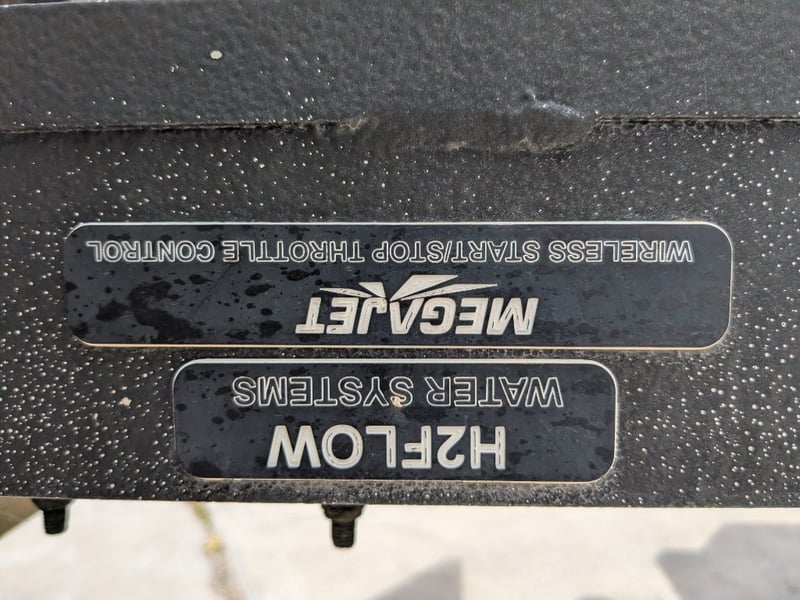 H2FLOW
WATER SYSTEMS
MEGAJET
WIRELESS START/STOP THROTTLE CONTROL